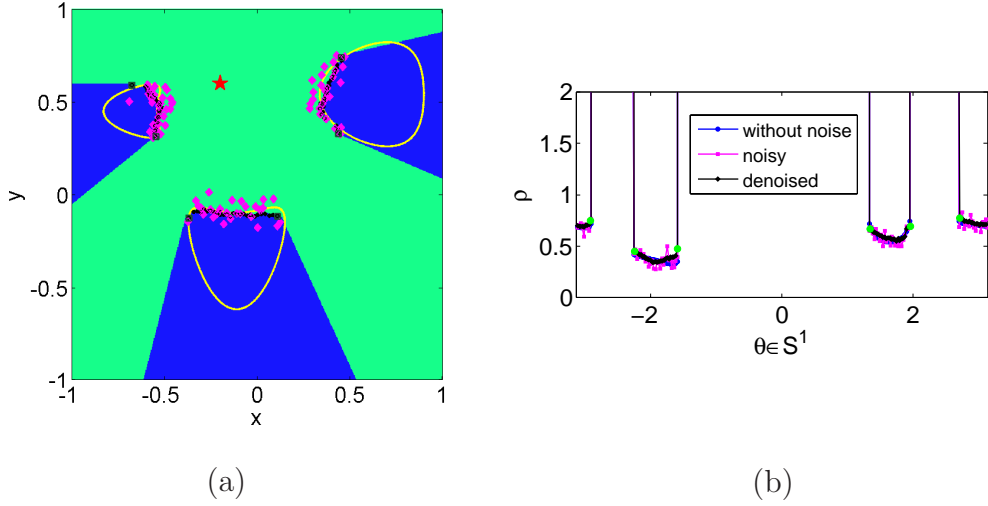 1
0.5
0
-0.5
-1
y
-1
-0.5
0
0.5
1
x
(a)
2
1.5
1
0.5
0
ρ
without noise
noisy
denoised
−2
0
2
θ∈ S¹
(b)